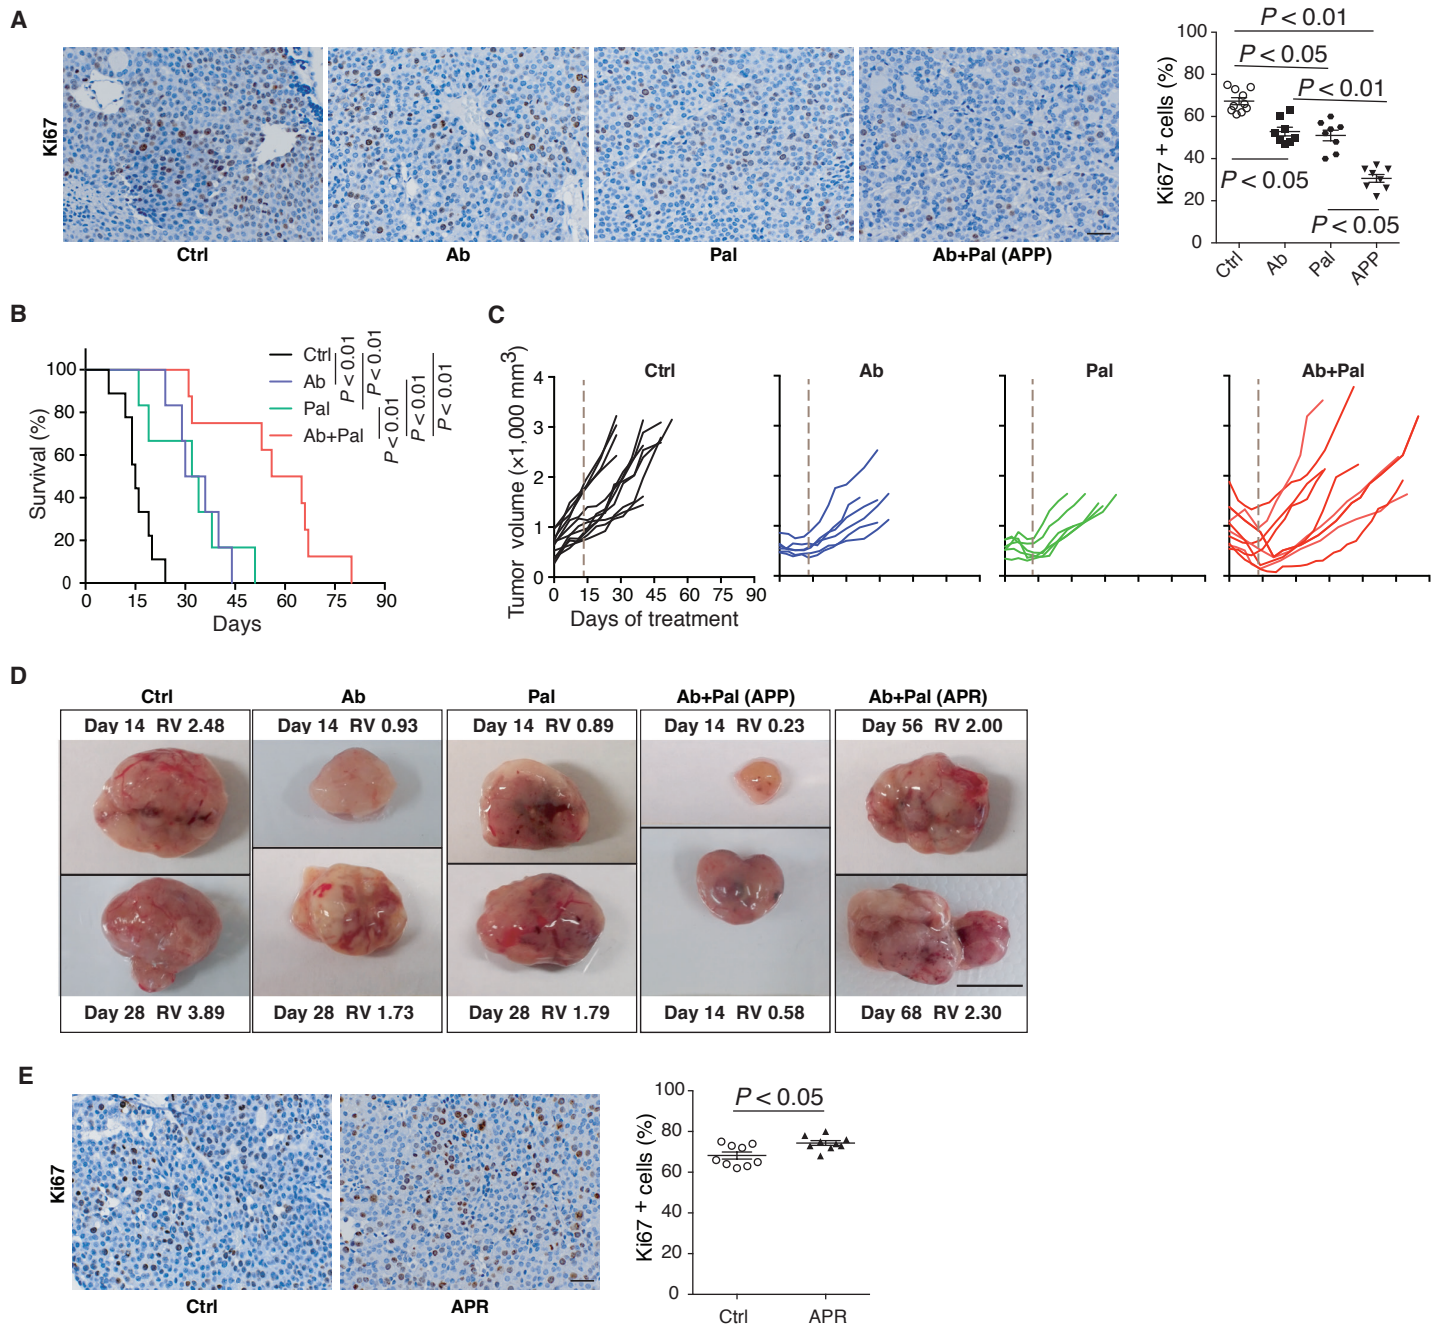 A
Ki67
Ctrl
Ab
Pal
Ab+Pal (APP)
Ki67 + cells (%)
100
80
60
40
20
0
P < 0.01
P < 0.05
P < 0.01
P < 0.05
P < 0.05
Ctrl
Ab
Pal
APP
B
Survival (%)
100
80
60
40
20
0
0 15 30 45 60 75 90
Days
Ctrl
Ab
Pal
Ab+Pal
P < 0.01
P < 0.01
P < 0.01
P < 0.01
P < 0.01
C
Tumor volume (×1,000 mm3)
4
3
2
1
0
0 15 30 45 60 75 90
Days of treatment
Ctrl
Ab
Pal
Ab+Pal
D
Ctrl
Day 14 RV 2.48
Day 28 RV 3.89
Ab
Day 14 RV 0.93
Day 28 RV 1.73
Pal
Day 14 RV 0.89
Day 28 RV 1.79
Ab+Pal (APP)
Day 14 RV 0.23
Day 14 RV 0.58
Ab+Pal (APR)
Day 56 RV 2.00
Day 68 RV 2.30
E
Ki67
Ctrl
APR
Ki67 + cells (%)
100
80
60
40
20
0
P < 0.05
Ctrl
APR